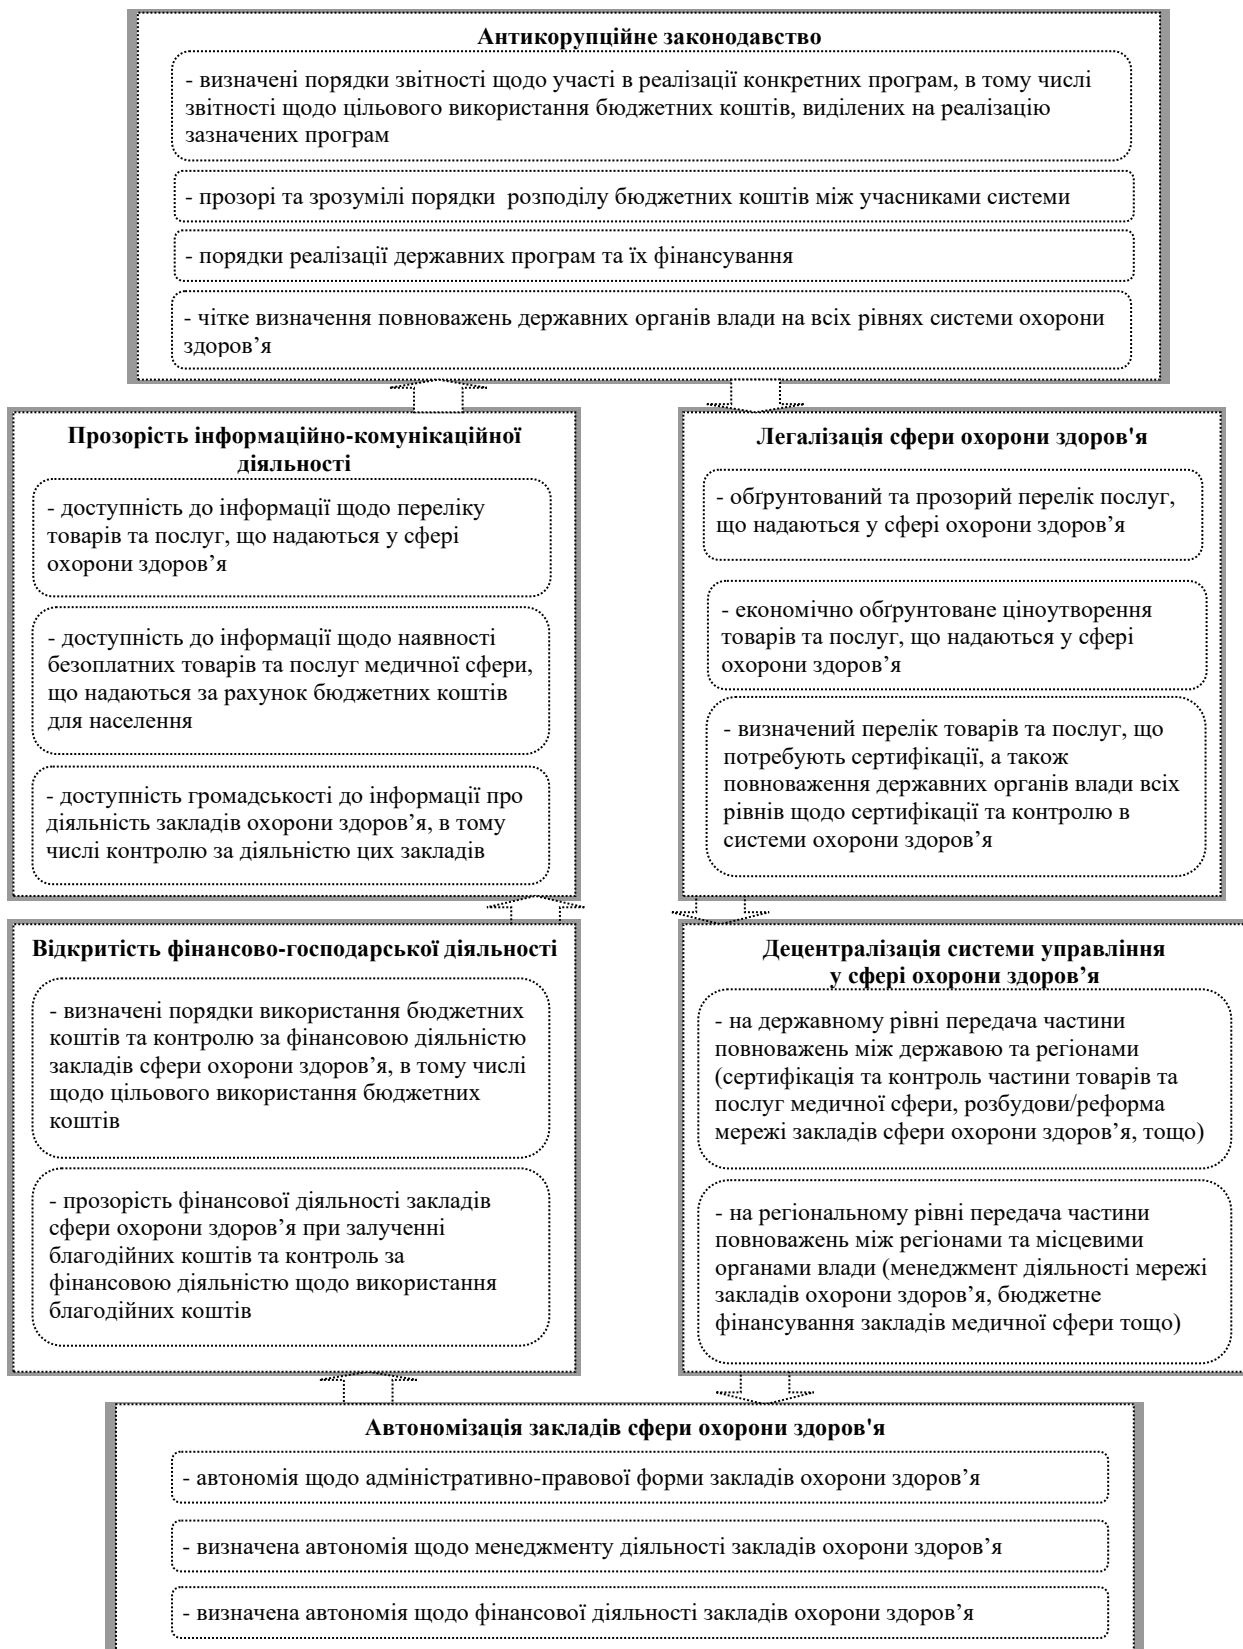 Антикорупційне законодавство
- визначені порядки звітності щодо участі в реалізації конкретних програм, в тому числі
звітності щодо цільового використання бюджетних коштів, виділених на реалізацію
зазначених програм
- прозорі та зрозумілі порядки розподілу бюджетних коштів між учасниками системи
- порядки реалізації державних програм та їх фінансування
- чітке визначення повноважень державних органів влади на всіх рівнях системи охорони
здоров’я
Прозорість інформаційно-комунікаційної
діяльності
- доступність до інформації щодо переліку
товарів та послуг, що надаються у сфері
охорони здоров’я
- доступність до інформації щодо наявності
безоплатних товарів та послуг медичної сфери,
що надаються за рахунок бюджетних коштів
для населення
- доступність громадськості до інформації про
діяльність закладів охорони здоров’я, в тому
числі контролю за діяльністю цих закладів
Легалізація сфери охорони здоров'я
- обґрунтований та прозорий перелік послуг,
що надаються у сфері охорони здоров’я
- економічно обґрунтоване ціноутворення
товарів та послуг, що надаються у сфері
охорони здоров’я
- визначений перелік товарів та послуг, що
потребують сертифікації, а також
повноваження державних органів влади всіх
рівнів щодо сертифікації та контролю в
системи охорони здоров’я
Відкритість фінансово-господарської діяльності
- визначені порядки використання бюджетних
коштів та контролю за фінансовою діяльністю
закладів сфери охорони здоров’я, в тому числі
щодо цільового використання бюджетних
коштів
- прозорість фінансової діяльності закладів
сфери охорони здоров’я при залученні
благодійних коштів та контроль за
фінансовою діяльністю щодо використання
благодійних коштів
Децентралізація системи управління
у сфері охорони здоров’я
- на державному рівні передача частини
повноважень між державою та регіонами
(сертифікація та контроль частини товарів та
послуг медичної сфери, розбудови/реформа
мережі закладів сфери охорони здоров’я, тощо)
- на регіональному рівні передача частини
повноважень між регіонами та місцевими
органами влади (менеджмент діяльності мережі
закладів охорони здоров’я, бюджетне
фінансування закладів медичної сфери тощо)
Автономізація закладів сфери охорони здоров'я
- автономія щодо адміністративно-правової форми закладів охорони здоров’я
- визначена автономія щодо менеджменту діяльності закладів охорони здоров’я
- визначена автономія щодо фінансової діяльності закладів охорони здоров’я